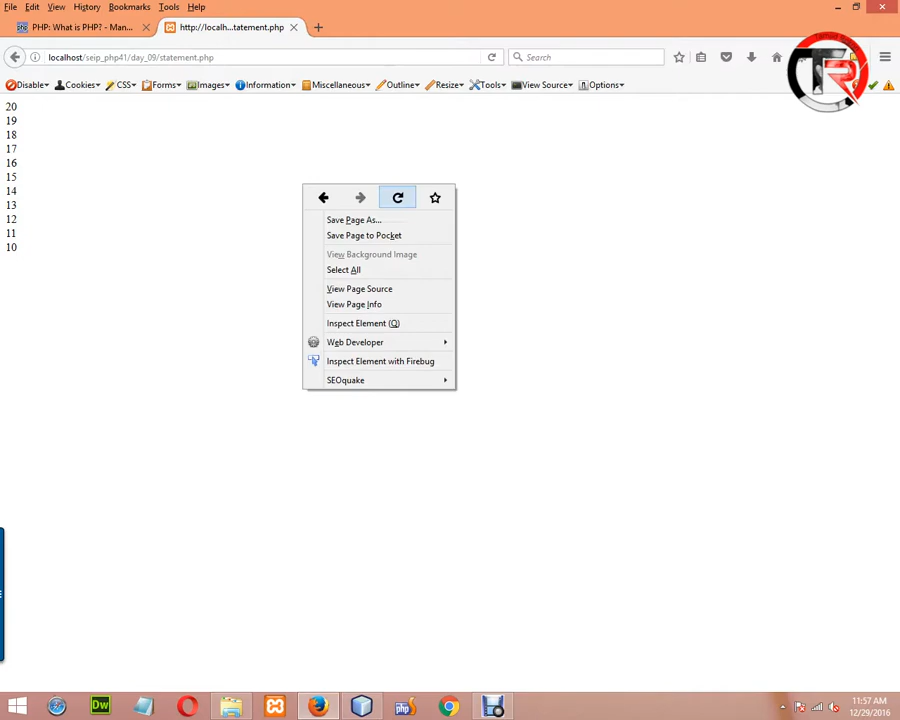 File Edit View History Bookmarks Tools Help
PHP: What is PHP? - Man... http://localh...tatement.php
localhost/seip_php41/day_09/statement.php Search
Disable Cookies CSS Forms Images Information Miscellaneous Outline Resize Tools View Source Options
20
19
18
17
16
15
14
13
12
11
10
Save Page As...
Save Page to Pocket
View Background Image
Select All
View Page Source
View Page Info
Inspect Element (Q)
Web Developer
Inspect Element with Firebug
SEOquake
Dw php
11:57 AM
12/29/2016